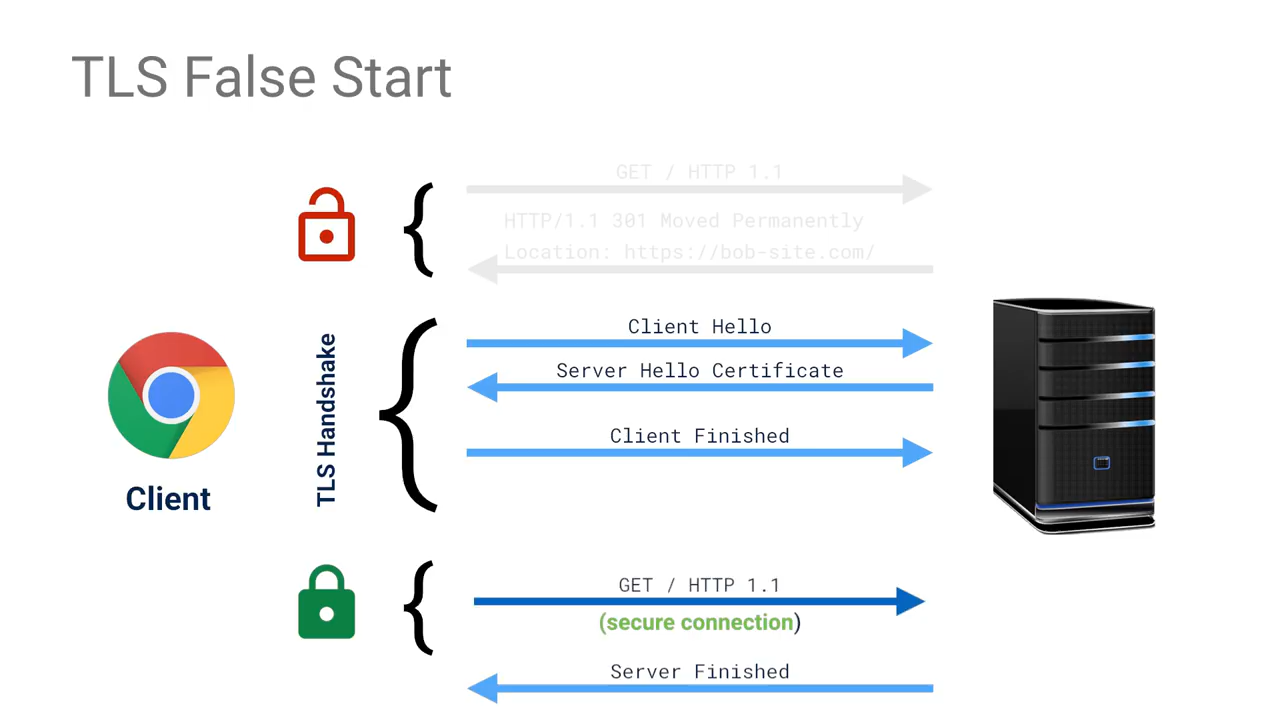 TLS False Start
GET / HTTP 1.1
HTTP/1.1 301 Moved Permanently
Location: https://bob-site.com/
TLS Handshake
Client Hello
Server Hello Certificate
Client Finished
Client
GET / HTTP 1.1
(secure connection)
Server Finished